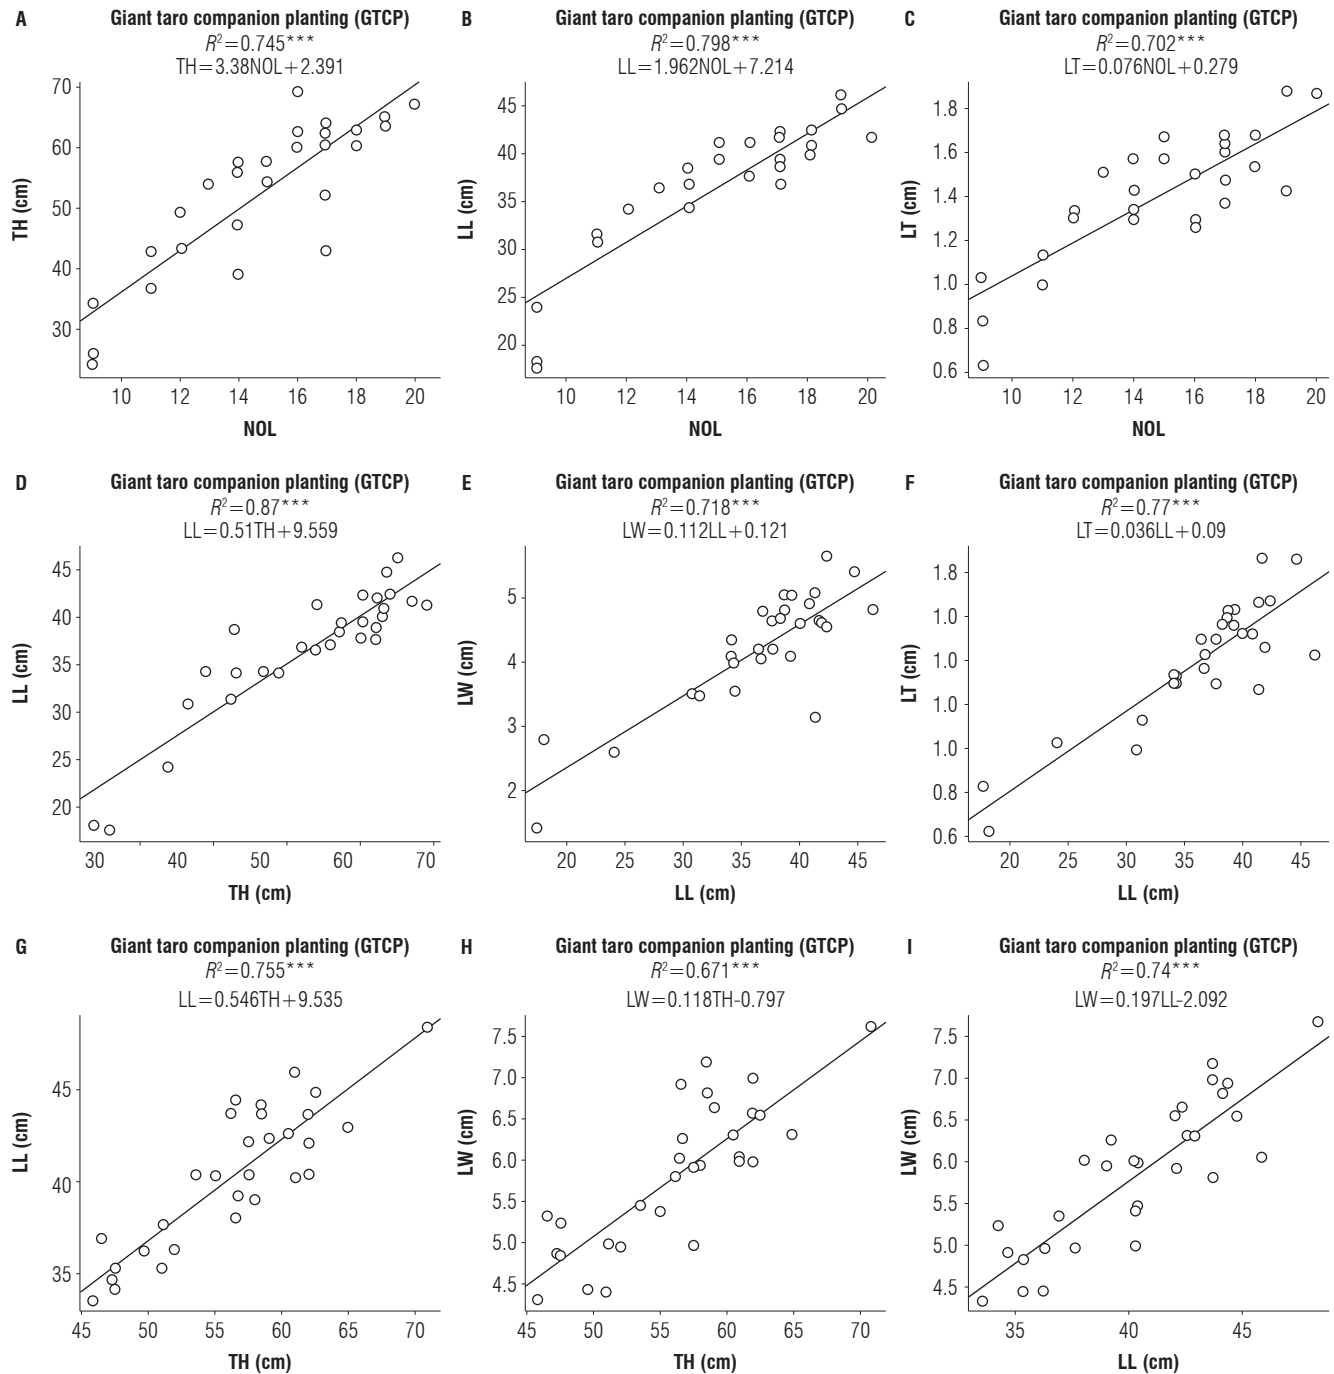 A
Giant taro companion planting (GTCP)
R²=0.745***
TH=3.38NOL+2.391
70
60
50
40
30
TH (cm)
10 12 14 16 18 20
NOL
B
Giant taro companion planting (GTCP)
R²=0.798***
LL=1.962NOL+7.214
45
40
35
30
25
20
LL (cm)
10 12 14 16 18 20
NOL
C
Giant taro companion planting (GTCP)
R²=0.702***
LT=0.076NOL+0.279
1.8
1.6
1.4
1.2
1.0
0.8
0.6
LT (cm)
10 12 14 16 18 20
NOL
D
Giant taro companion planting (GTCP)
R²=0.87***
LL=0.51TH+9.559
45
40
35
30
25
20
LL (cm)
30 40 50 60 70
TH (cm)
E
Giant taro companion planting (GTCP)
R²=0.718***
LW=0.112LL+0.121
5
4
3
2
LW (cm)
20 25 30 35 40 45
LL (cm)
F
Giant taro companion planting (GTCP)
R²=0.77***
LT=0.036LL+0.09
1.8
1.0
1.0
1.0
1.0
0.8
0.6
LT (cm)
20 25 30 35 40 45
LL (cm)
G
Giant taro companion planting (GTCP)
R²=0.755***
LL=0.546TH+9.535
45
40
35
LL (cm)
45 50 55 60 65 70
TH (cm)
H
Giant taro companion planting (GTCP)
R²=0.671***
LW=0.118TH-0.797
7.5
7.0
6.5
6.0
5.5
5.0
4.5
LW (cm)
45 50 55 60 65 70
TH (cm)
I
Giant taro companion planting (GTCP)
R²=0.74***
LW=0.197LL-2.092
7.5
7.0
6.5
6.0
5.5
5.0
4.5
LW (cm)
35 40 45
LL (cm)